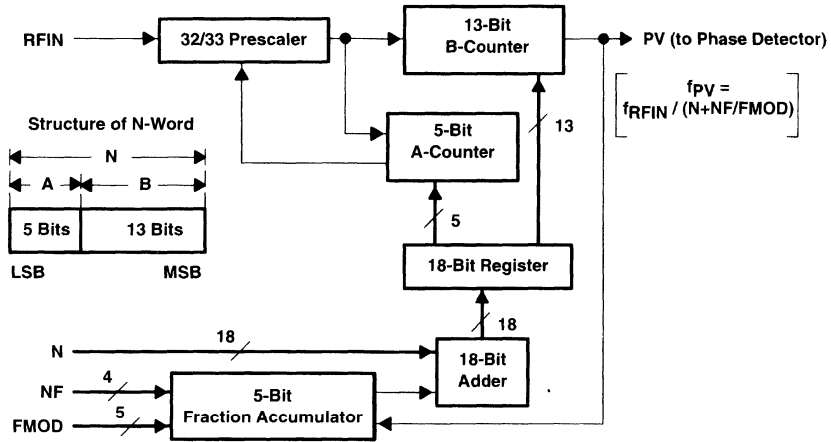 RFIN
32/33 Prescaler
13-Bit
B-Counter
PV (to Phase Detector)
fPV =
fRFIN / (N+NF/FMOD)
Structure of N-Word
N
A
B
5 Bits
13 Bits
LSB
MSB
5-Bit
A-Counter
13
5
18-Bit Register
18
N
18
18-Bit
Adder
NF
4
5-Bit
Fraction Accumulator
FMOD
5